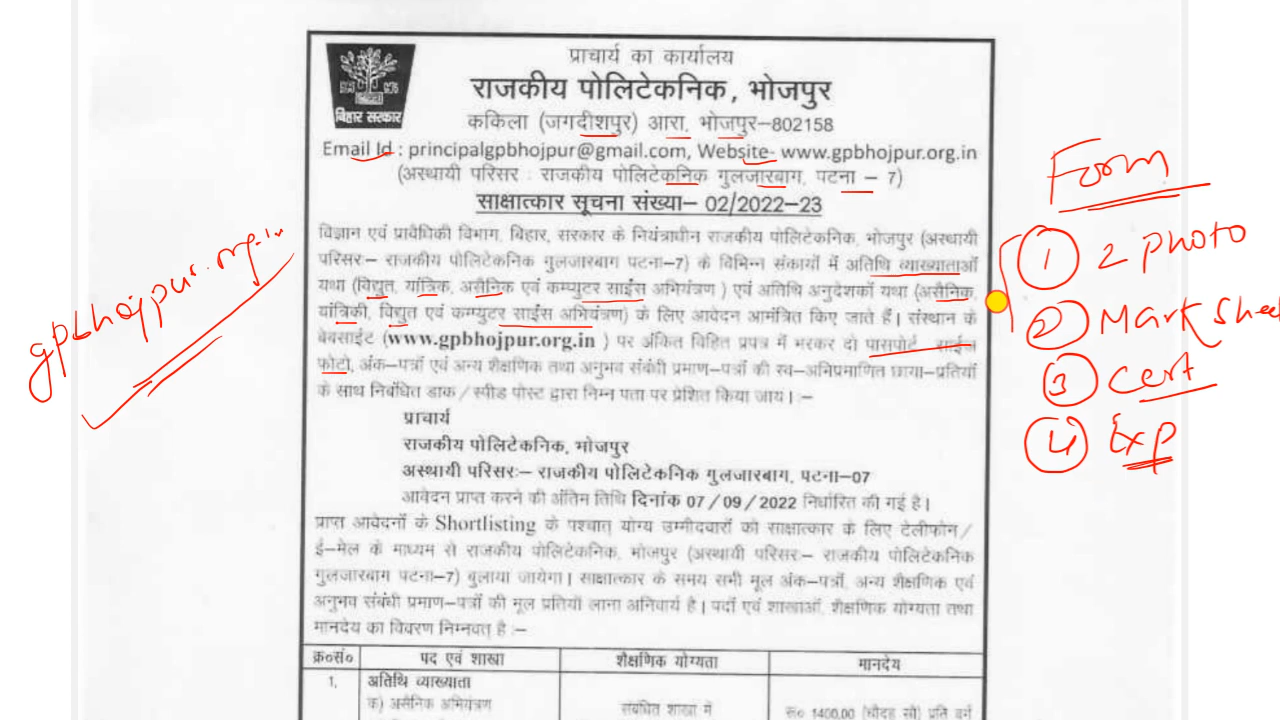 प्राचार्य का कार्यालय
राजकीय पोलिटेकनिक, भोजपुर
बिहार सरकार
ककिला (जगदीशपुर) आरा, भोजपुर–802158
Email Id : principalgpbhojpur@gmail.com, Website- www.gpbhojpur.org.in
(अस्थायी परिसर : राजकीय पोलिटेकनिक गुलजारबाग, पटना – 7)
साक्षात्कार सूचना संख्या– 02/2022-23
विज्ञान एवं प्रावैधिकी विभाग, बिहार, सरकार के नियंत्राधीन राजकीय पोलिटेकनिक, भोजपुर (अस्थायी
परिसर– राजकीय पोलिटेकनिक गुलजारबाग पटना–7) के विभिन्न संकायों में अतिथि व्याख्याताओं
यथा (विद्युत, यांत्रिक, असैनिक एवं कम्प्युटर साइंस अभियंत्रण ) एवं अतिथि अनुदेशकों यथा (असैनिक,
यांत्रिकी, विद्युत एवं कम्प्युटर साइंस अभियंत्रण) के लिए आवेदन आमंत्रित किए जाते हैं। संस्थान के
बेवसाईट (www.gpbhojpur.org.in ) पर अंकित विहित प्रपत्र में भरकर दो पासपोर्ट साईज
फोटो, अंक–पत्रों एवं अन्य शैक्षणिक तथा अनुभव संबंधी प्रमाण–पत्रों की स्व–अभिप्रमाणित छाया–प्रतियों
के साथ निबंधित डाक / स्पीड पोस्ट द्वारा निम्न पता पर प्रेशित किया जाय।:–
प्राचार्य
राजकीय पोलिटेकनिक, भोजपुर
अस्थायी परिसरः– राजकीय पोलिटेकनिक गुलजारबाग, पटना–07
आवेदन प्राप्त करने की अंतिम तिथि दिनांक 07/09/2022 निर्धारित की गई है।
प्राप्त आवेदनों के Shortlisting के पश्चात् योग्य उम्मीदवारों को साक्षात्कार के लिए टेलीफोन/
ई–मेल के माध्यम से राजकीय पोलिटेकनिक, भोजपुर (अस्थायी परिसर– राजकीय पोलिटेकनिक
गुलजारबाग पटना–7) बुलाया जायेगा। साक्षात्कार के समय सभी मूल अंक–पत्रों, अन्य शैक्षणिक एवं
अनुभव संबंधी प्रमाण–पत्रों की मूल प्रतियों लाना अनिवार्य है। पदों एवं शाखाओं, शैक्षणिक योग्यता तथा
मानदेय का विवरण निम्नवत् है :–
क्र०सं० पद एवं शाखा शैक्षणिक योग्यता मानदेय
1. अतिथि व्याख्याता
क) असैनिक अभियंत्रण संबंधित शाखा में रू० 1400.00 (चौदह सौ) प्रति वर्ग
gpbhojpur.org.in
Form
1 2 photo
2 Mark Sheet
3 Cert
4 Exp